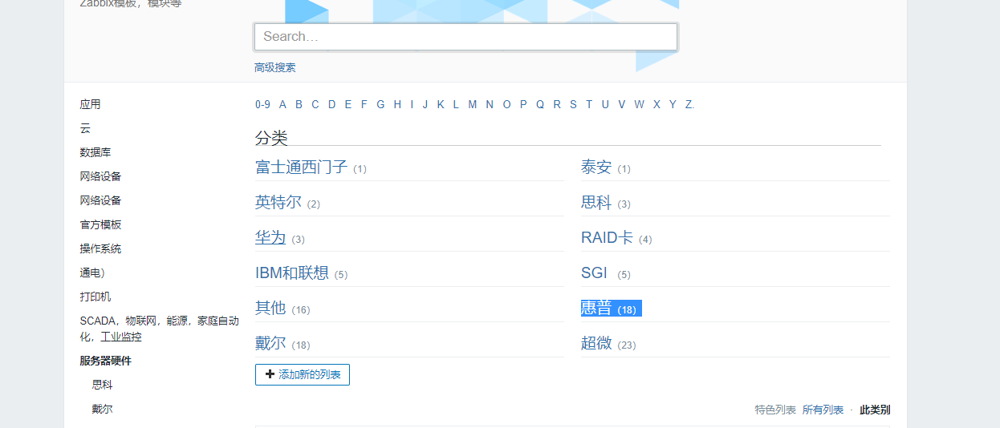 Zabbix模板，模块等
Search…
高级搜索
0-9 A B C D E F G H I J K L M N O P Q R S T U V W X Y Z.
应用
云
数据库
网络设备
网络设备
官方模板
操作系统
通电）
打印机
SCADA，物联网，能源，家庭自动
化，工业监控
服务器硬件
思科
戴尔
分类
富士通西门子（1）
泰安（1）
英特尔（2）
思科（3）
华为（3）
RAID卡（4）
IBM和联想（5）
SGI（5）
其他（16）
惠普（18）
戴尔（18）
超微（23）
+ 添加新的列表
特色列表 所有列表 · 此类别